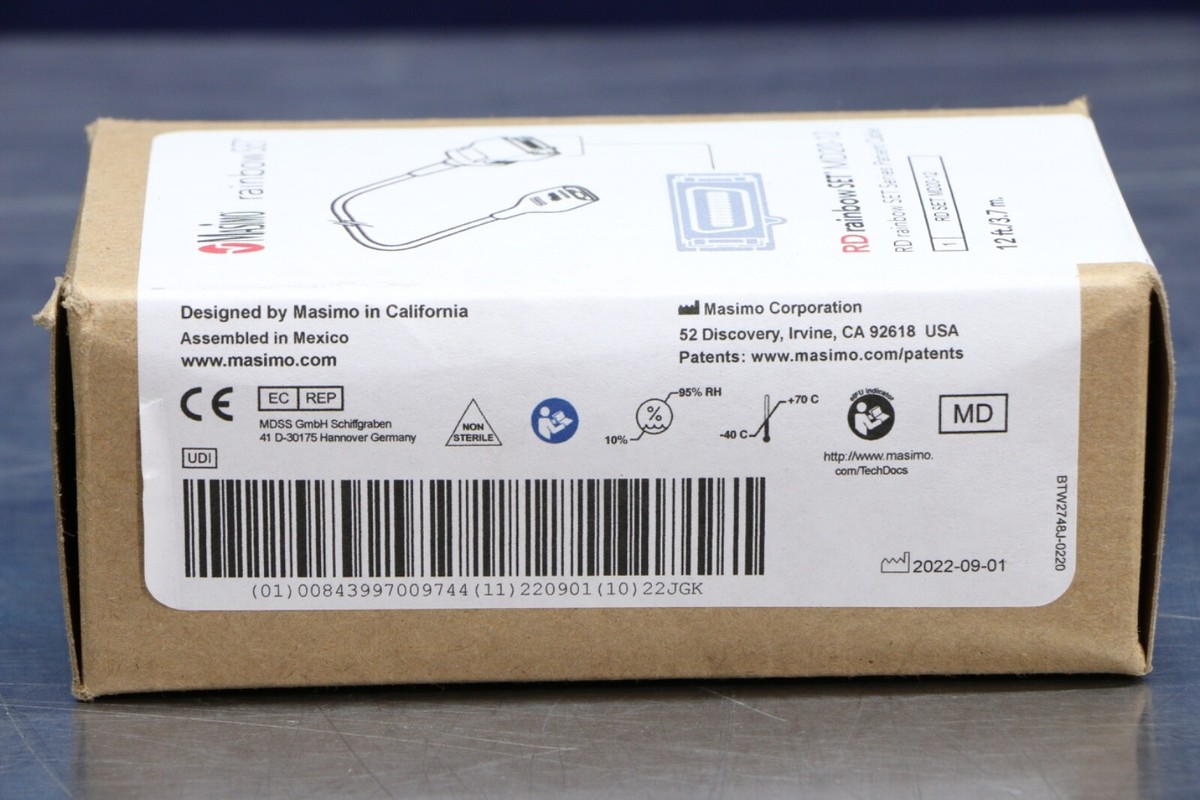 MASIMO rainbow SET
RD rainbow SET MD20-12
RD rainbow SET Series Patient Cable
1 RD SET MD20-12
12 ft./3.7 m.
Designed by Masimo in California
Assembled in Mexico
www.masimo.com
Masimo Corporation
52 Discovery, Irvine, CA 92618 USA
Patents: www.masimo.com/patents
CE
EC REP
MDSS GmbH Schiffgraben
41 D-30175 Hannover Germany
NON
STERILE
%
95% RH
10%
+70 C
-40 C
eIFU Indicator
http://www.masimo.
com/TechDocs
MD
UDI
(01)00843997009744(11)220901(10)22JGK
2022-09-01
BTW2748J-0220